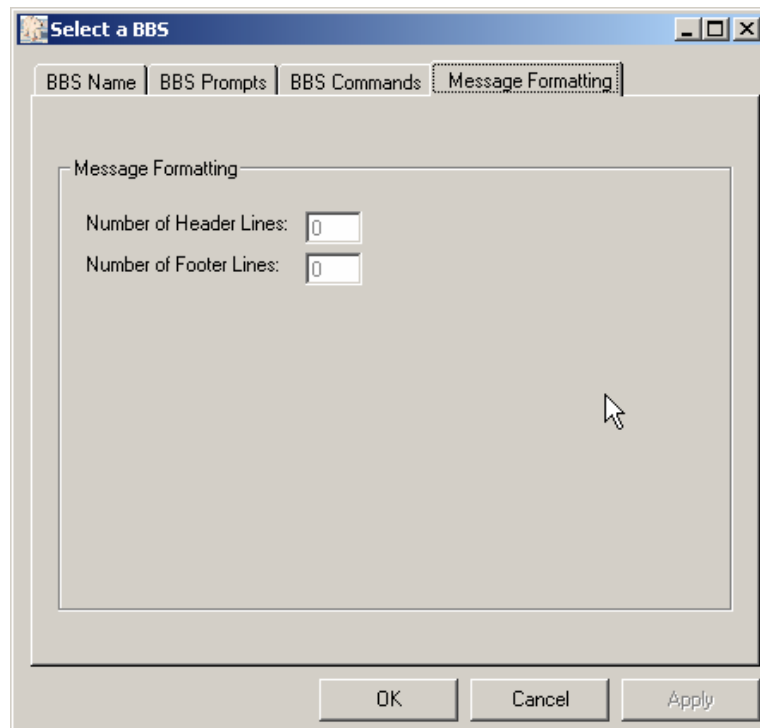 Select a BBS
BBS Name BBS Prompts BBS Commands Message Formatting
Message Formatting
Number of Header Lines: 0
Number of Footer Lines: 0
OK Cancel Apply